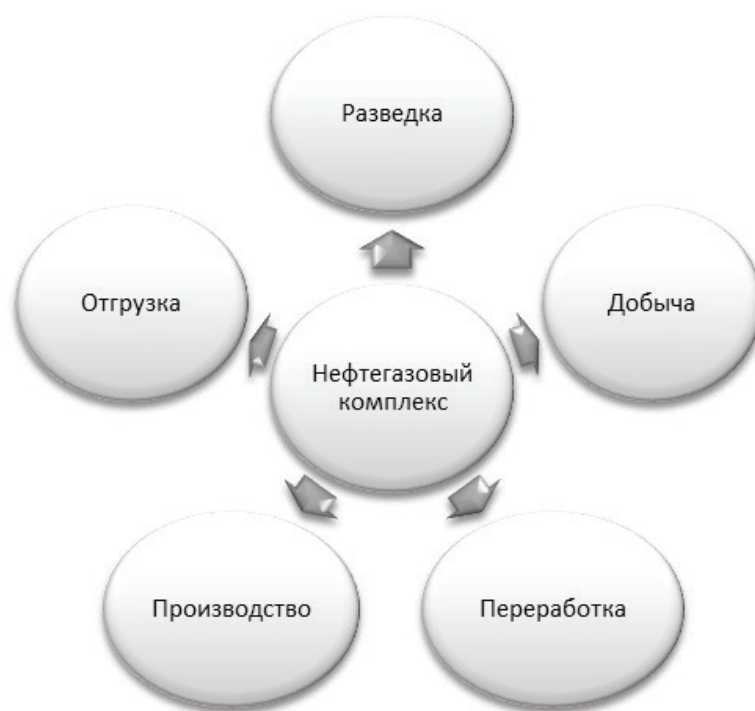 Разведка
Отгрузка
Добыча
Нефтегазовый
комплекс
Производство
Переработка